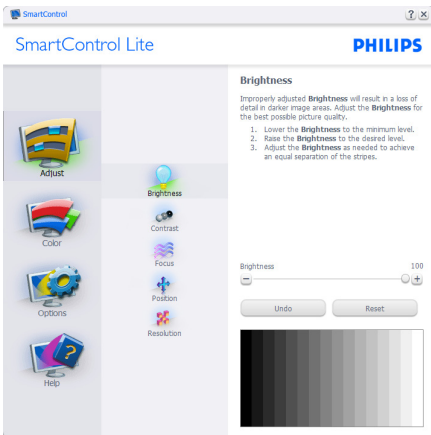 SmartControl
SmartControl Lite
PHILIPS
Adjust
Color
Options
Help
Brightness
Contrast
Focus
Position
Resolution
Brightness
Improperly adjusted Brightness will result in a loss of
detail in darker image areas. Adjust the Brightness for
the best possible picture quality.
1. Lower the Brightness to the minimum level.
2. Raise the Brightness to the desired level.
3. Adjust the Brightness as needed to achieve
an equal separation of the stripes.
Brightness 100
Undo Reset